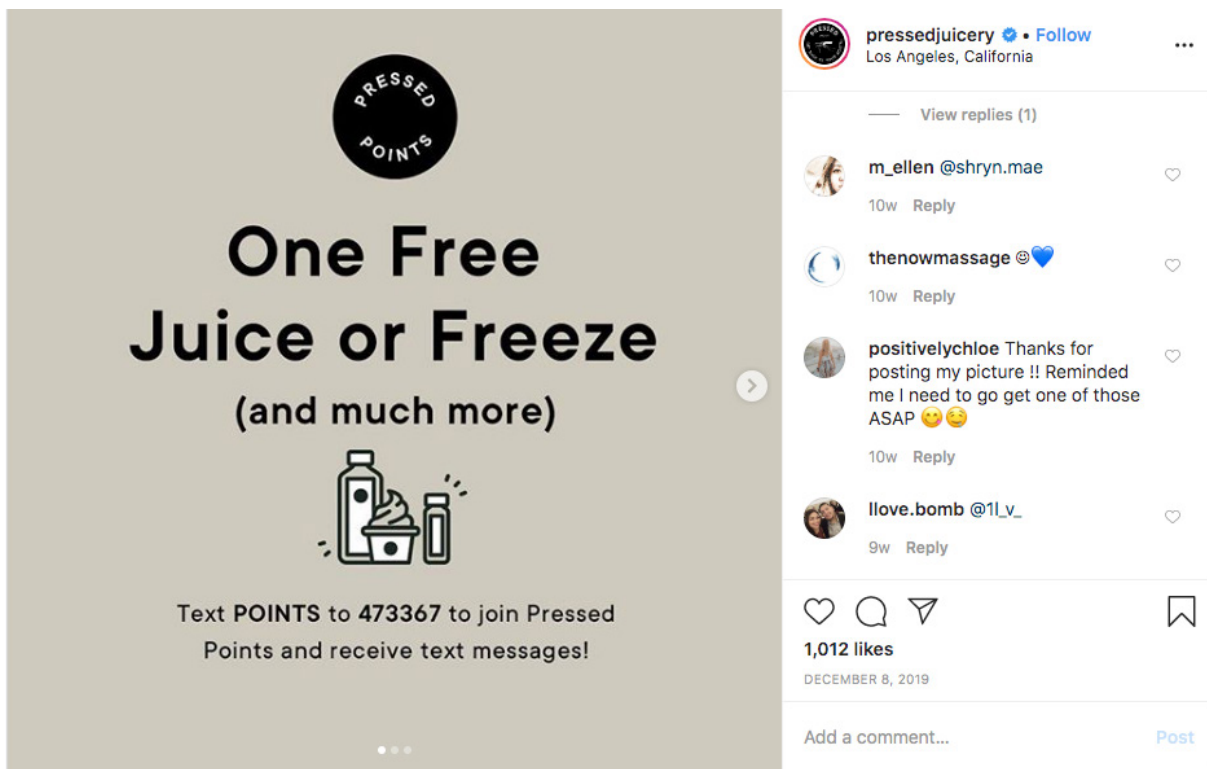 PRESSED
POINTS
One Free
Juice or Freeze
(and much more)
Text POINTS to 473367 to join Pressed
Points and receive text messages!
pressedjuicery • Follow
Los Angeles, California
View replies (1)
m_ellen @shryn.mae
10w Reply
thenowmassage ☺💙
10w Reply
positivelychloe Thanks for
posting my picture !! Reminded
me I need to go get one of those
ASAP 😋🤤
10w Reply
llove.bomb @1l_v_
9w Reply
1,012 likes
DECEMBER 8, 2019
Add a comment...
Post